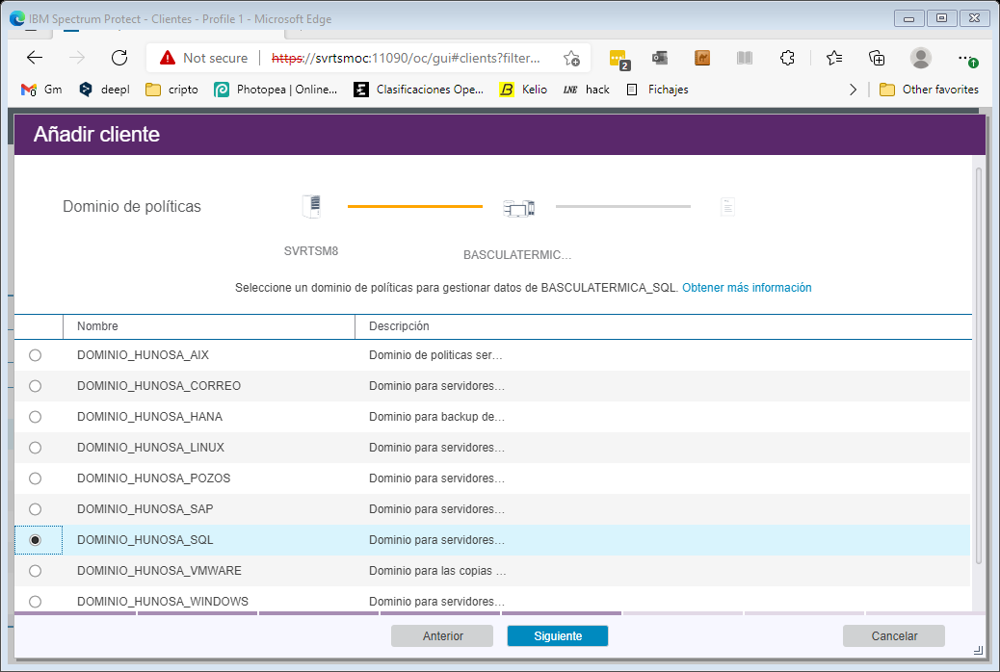 IBM Spectrum Protect - Clientes - Profile 1 - Microsoft Edge
Not secure https://svrtsmoc:11090/oc/gui#clients?filter...
2
Gm deepl cripto Photopea | Online... Clasificaciones Ope... Kelio LNE hack Fichajes Other favorites
Añadir cliente
Dominio de políticas
SVRTSM8
BASCULATERMIC...
Seleccione un dominio de políticas para gestionar datos de BASCULATERMICA_SQL. Obtener más información
Nombre Descripción
DOMINIO_HUNOSA_AIX Dominio de politicas ser...
DOMINIO_HUNOSA_CORREO Dominio para servidores...
DOMINIO_HUNOSA_HANA Dominio para backup de...
DOMINIO_HUNOSA_LINUX Dominio para servidores...
DOMINIO_HUNOSA_POZOS Dominio para servidores...
DOMINIO_HUNOSA_SAP Dominio para servidores...
DOMINIO_HUNOSA_SQL Dominio para servidores...
DOMINIO_HUNOSA_VMWARE Dominio para las copias ...
DOMINIO_HUNOSA_WINDOWS Dominio para servidores...
Anterior Siguiente Cancelar